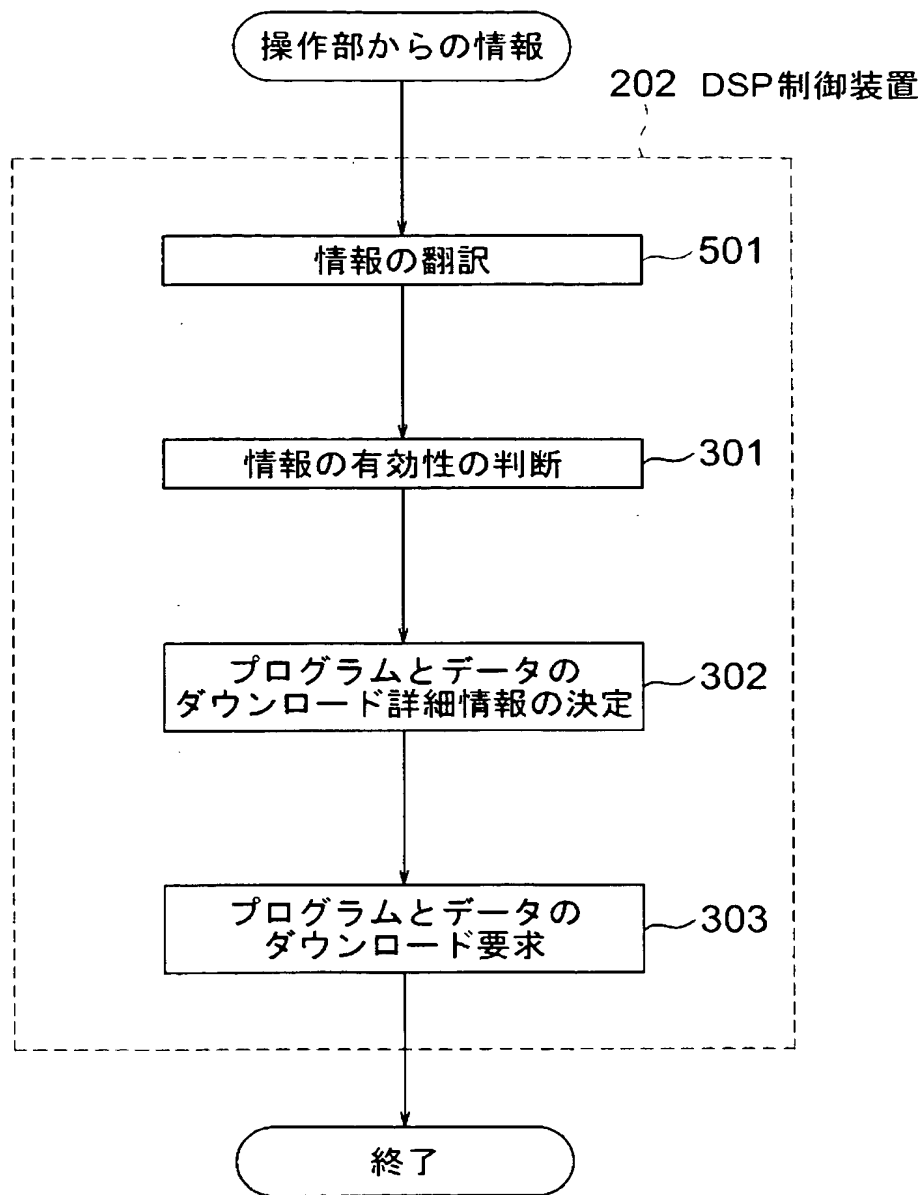 操作部からの情報
202 DSP制御装置
情報の翻訳
501
情報の有効性の判断
301
プログラムとデータの
ダウンロード詳細情報の決定
302
プログラムとデータの
ダウンロード要求
303
終了